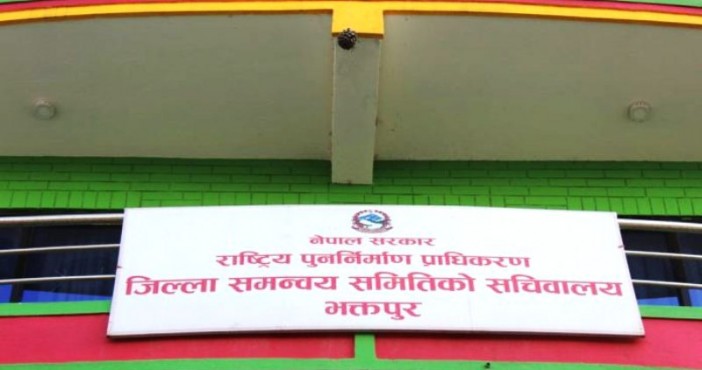 नेपाल सरकार
राष्ट्रिय पुनर्निर्माण प्राधिकरण
जिल्ला समन्वय समितिको सचिवालय
भक्तपुर